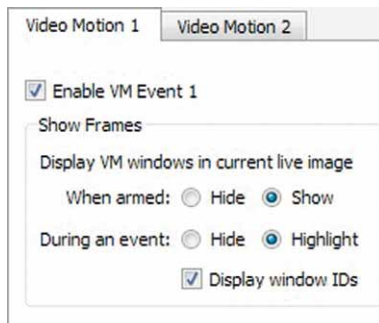 Video Motion 1 Video Motion 2
Enable VM Event 1
Show Frames
Display VM windows in current live image
When armed: Hide Show
During an event: Hide Highlight
Display window IDs